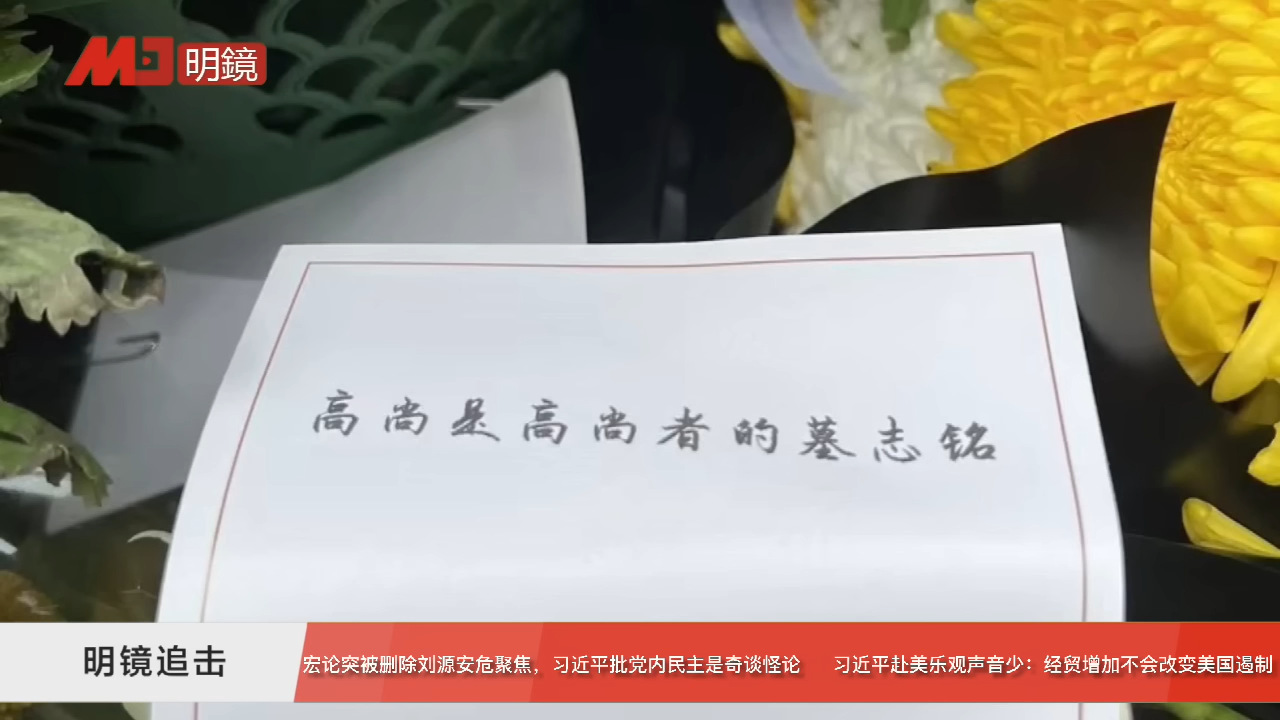 明鏡
高尚是高尚者的墓志铭
明镜追击
宏论突被删除刘源安危聚焦，习近平批党内民主是奇谈怪论 习近平赴美乐观声音少：经贸增加不会改变美国遏制